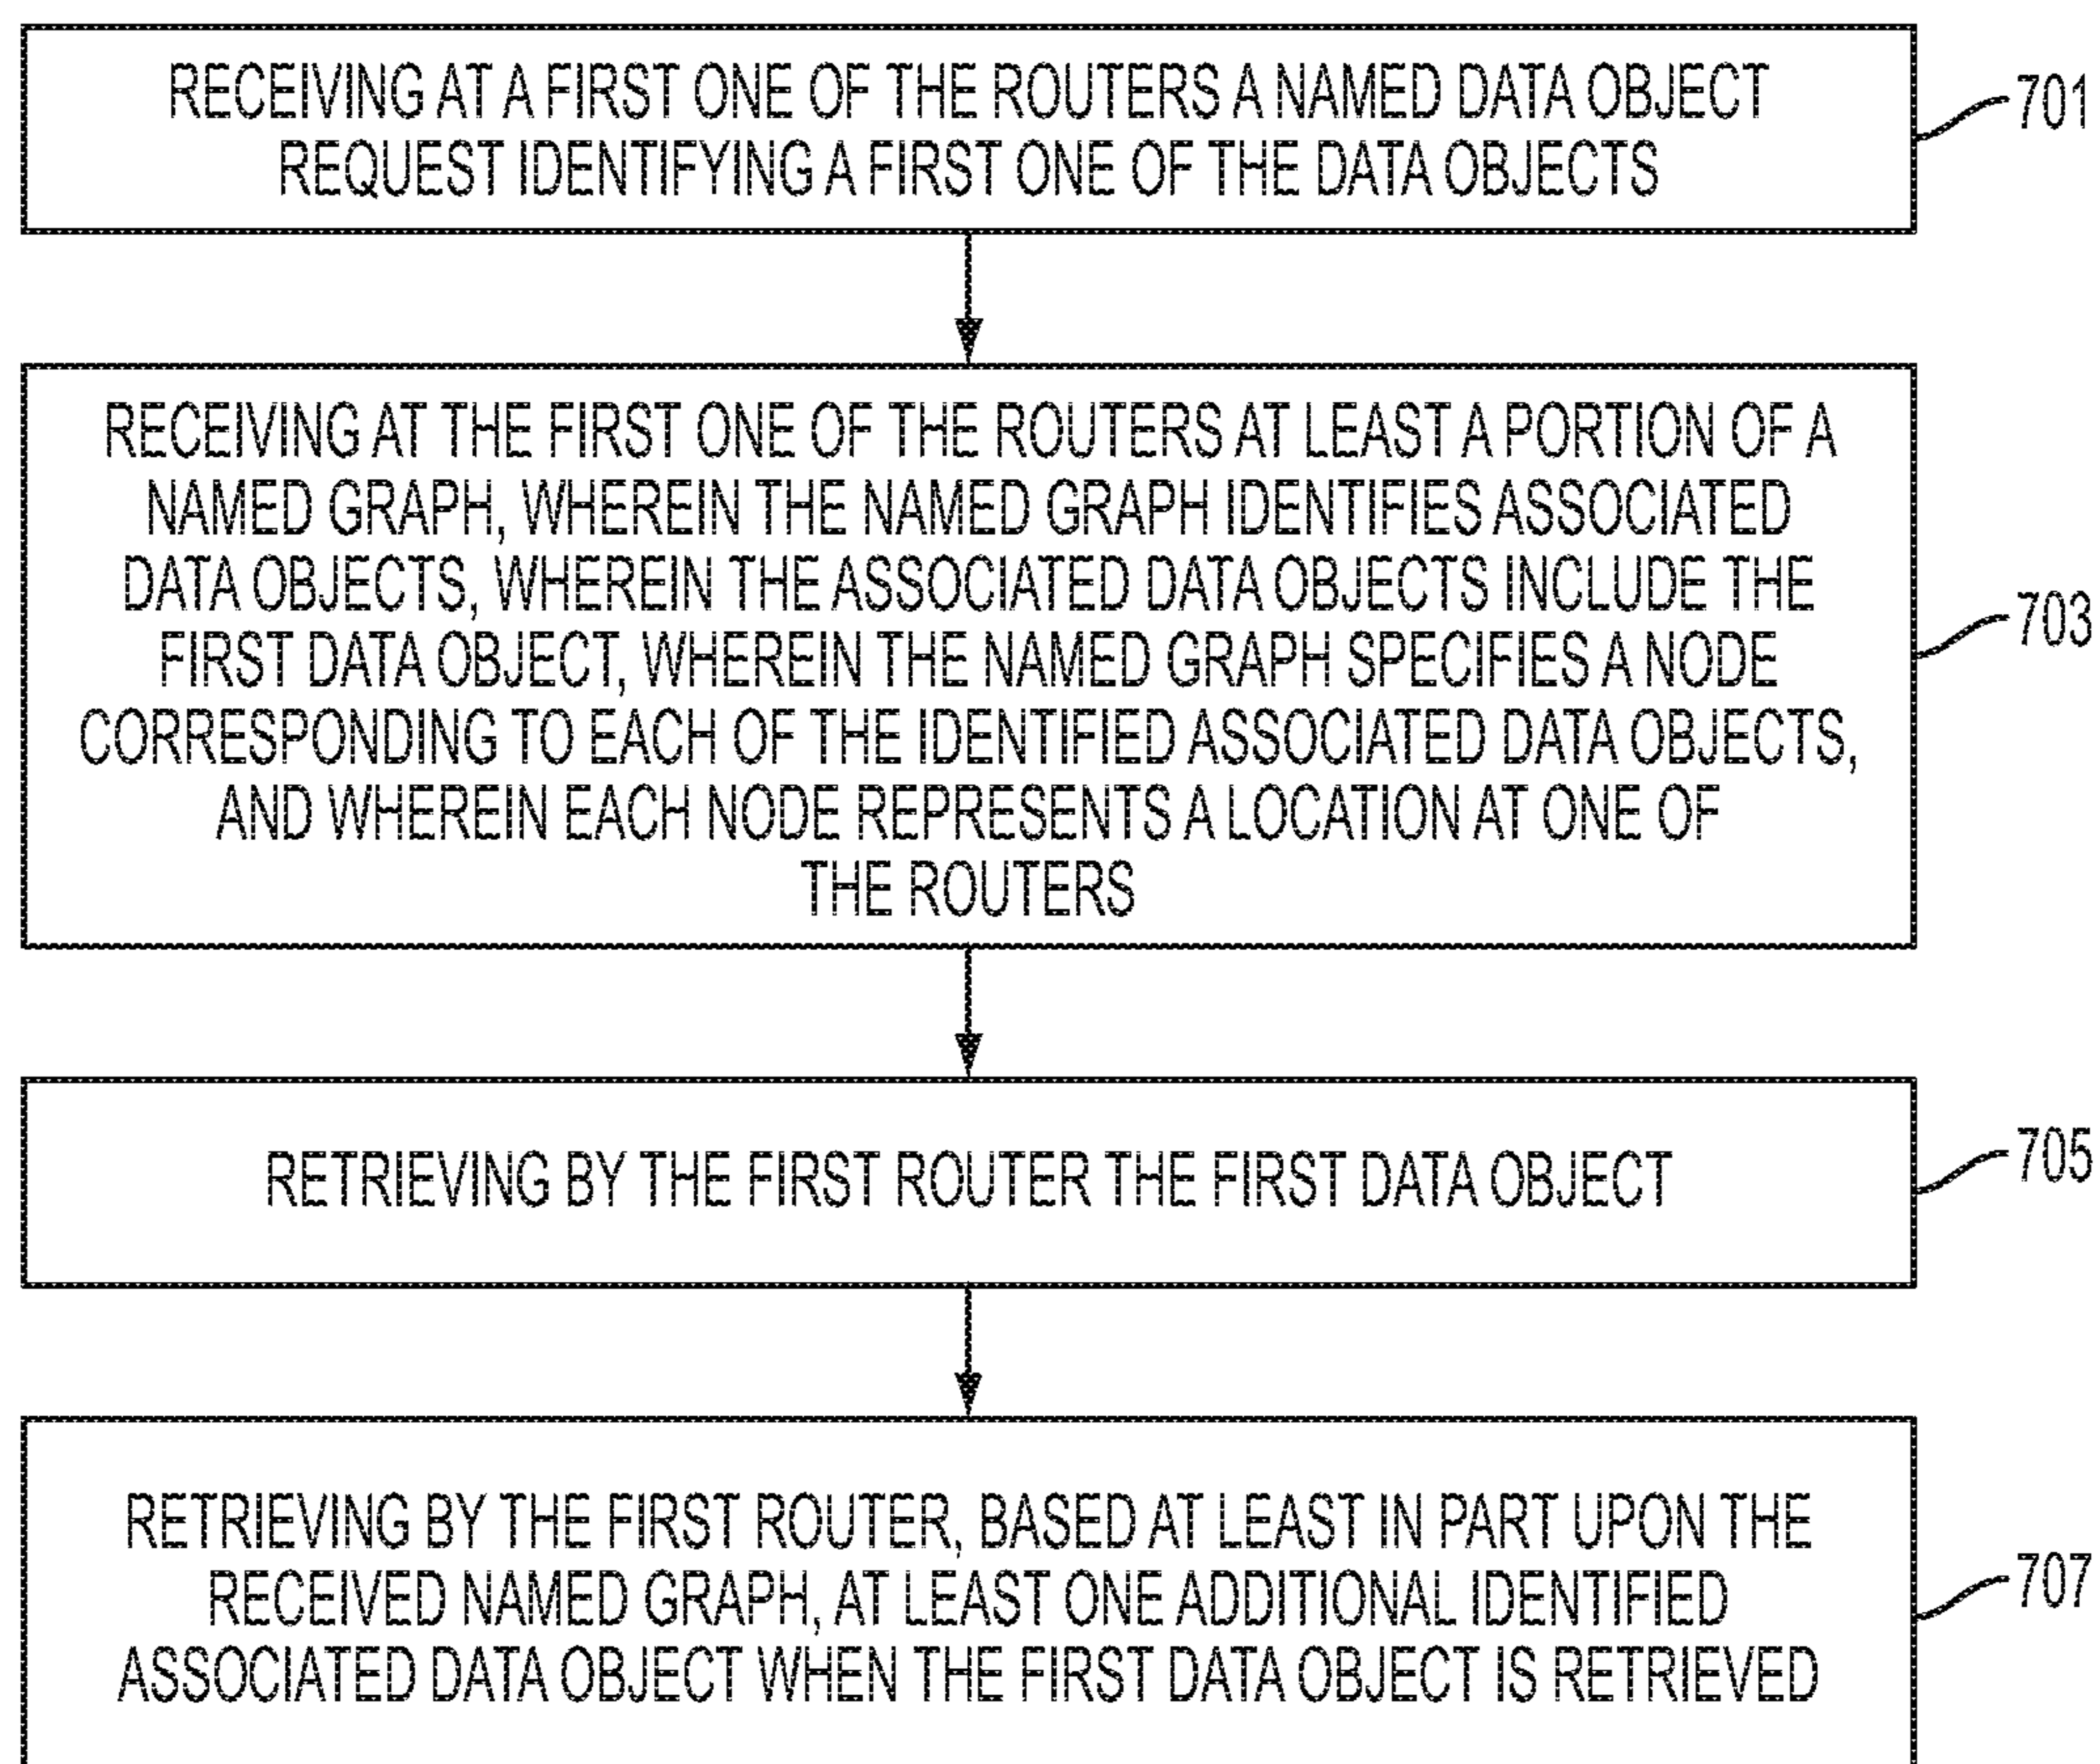 RECEIVING AT A FIRST ONE OF THE ROUTERS A NAMED DATA OBJECT
REQUEST IDENTIFYING A FIRST ONE OF THE DATA OBJECTS
701
RECEIVING AT THE FIRST ONE OF THE ROUTERS AT LEAST A PORTION OF A
NAMED GRAPH, WHEREIN THE NAMED GRAPH IDENTIFIES ASSOCIATED
DATA OBJECTS, WHEREIN THE ASSOCIATED DATA OBJECTS INCLUDE THE
FIRST DATA OBJECT, WHEREIN THE NAMED GRAPH SPECIFIES A NODE
CORRESPONDING TO EACH OF THE IDENTIFIED ASSOCIATED DATA OBJECTS,
AND WHEREIN EACH NODE REPRESENTS A LOCATION AT ONE OF
THE ROUTERS
703
RETRIEVING BY THE FIRST ROUTER THE FIRST DATA OBJECT
705
RETRIEVING BY THE FIRST ROUTER, BASED AT LEAST IN PART UPON THE
RECEIVED NAMED GRAPH, AT LEAST ONE ADDITIONAL IDENTIFIED
ASSOCIATED DATA OBJECT WHEN THE FIRST DATA OBJECT IS RETRIEVED
707